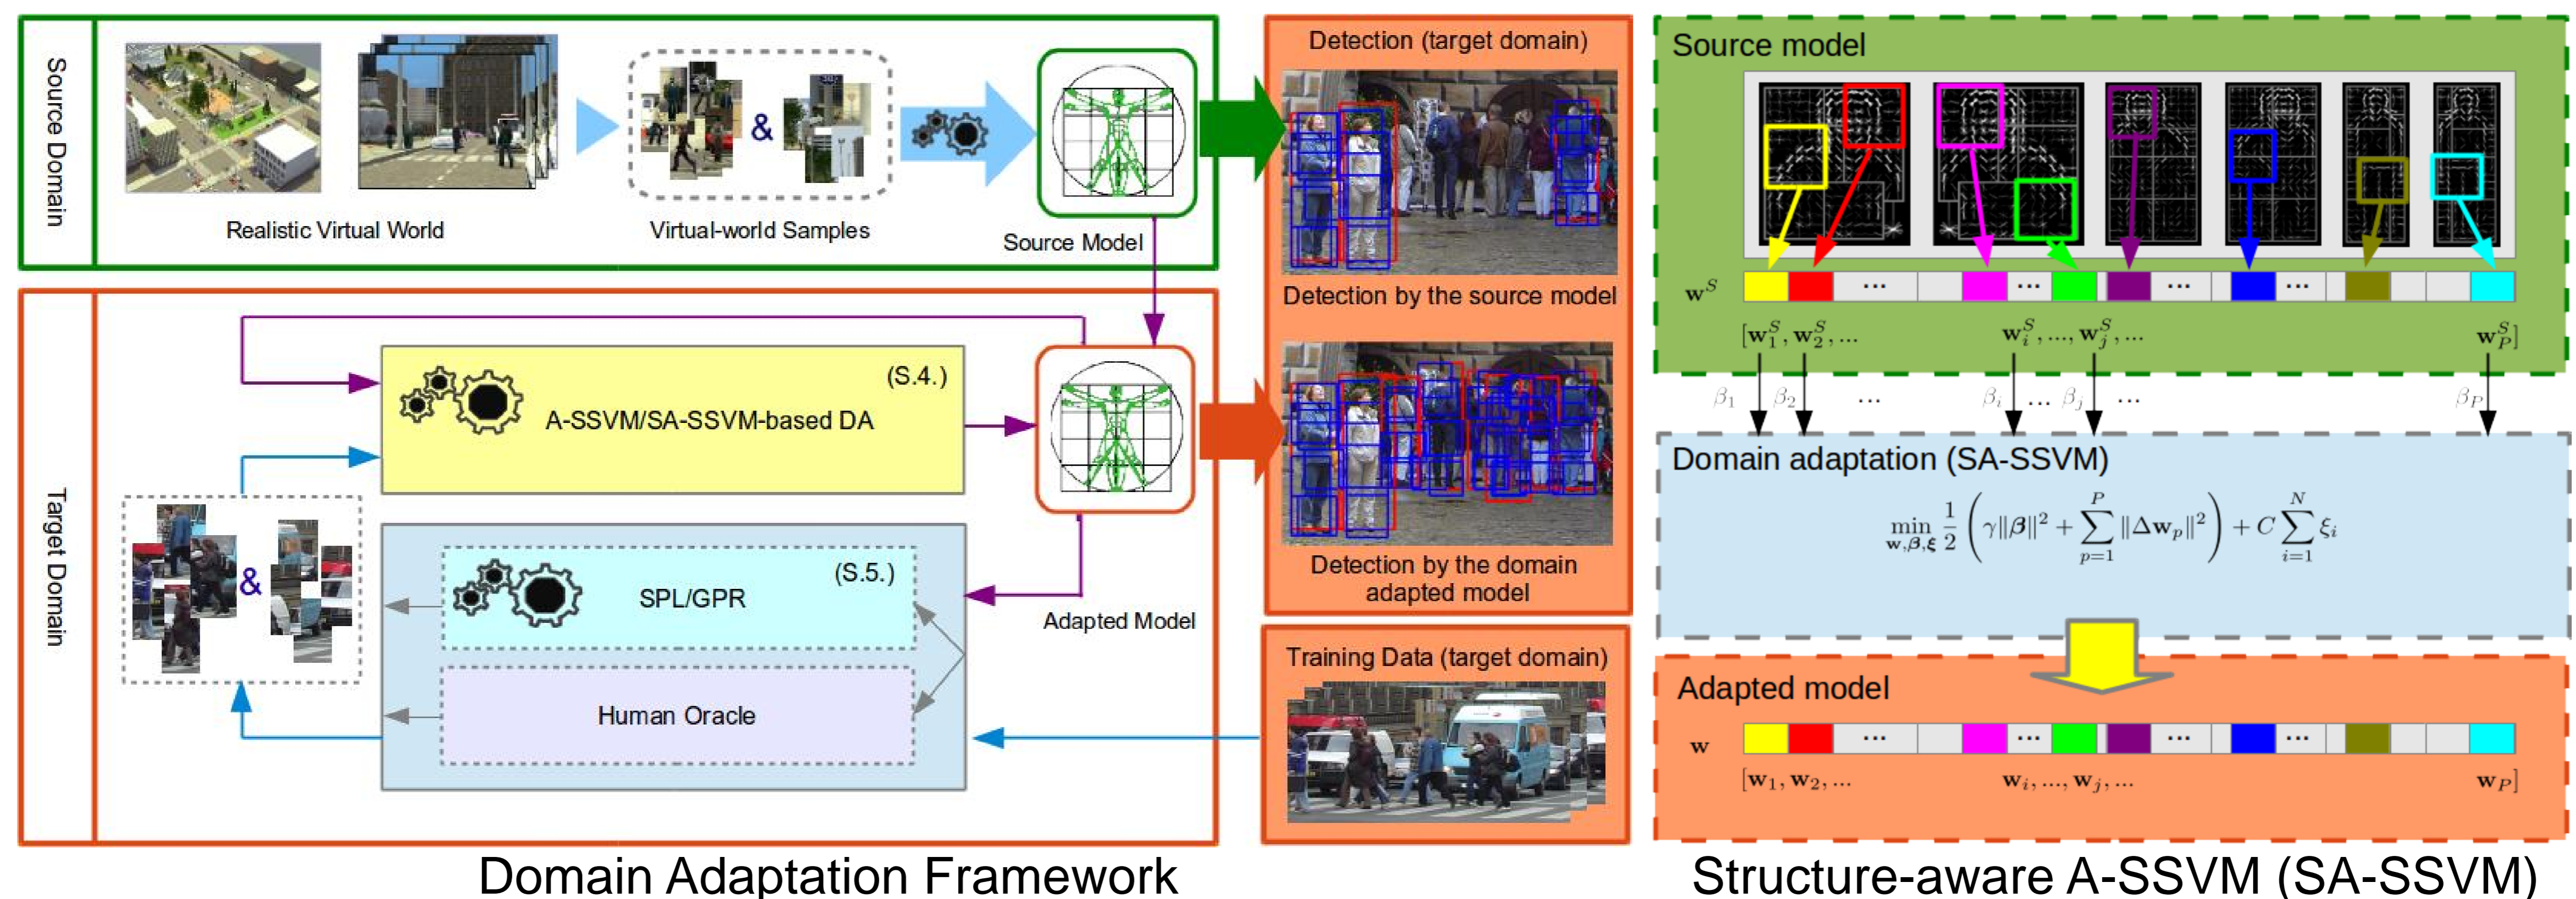 Source Domain
Realistic Virtual World
&
Virtual-world Samples
Source Model
Target Domain
(S.4.)
A-SSVM/SA-SSVM-based DA
&
(S.5.)
SPL/GPR
Human Oracle
Adapted Model
Detection (target domain)
Detection by the source model
Detection by the domain
adapted model
Training Data (target domain)
Domain Adaptation Framework
Source model
w^S ... ... ... ...
[w_1^S, w_2^S, ... w_i^S, ..., w_j^S, ... w_P^S]
β_1 β_2 ... β_i ... β_j ... β_P
Domain adaptation (SA-SSVM)
min_{w,β,ξ} 1/2 (γ‖β‖^2 + ∑_{p=1}^{P} ‖Δw_p‖^2) + C ∑_{i=1}^{N} ξ_i
Adapted model
w ... ... ... ...
[w_1, w_2, ... w_i, ..., w_j, ... w_P]
Structure-aware A-SSVM (SA-SSVM)